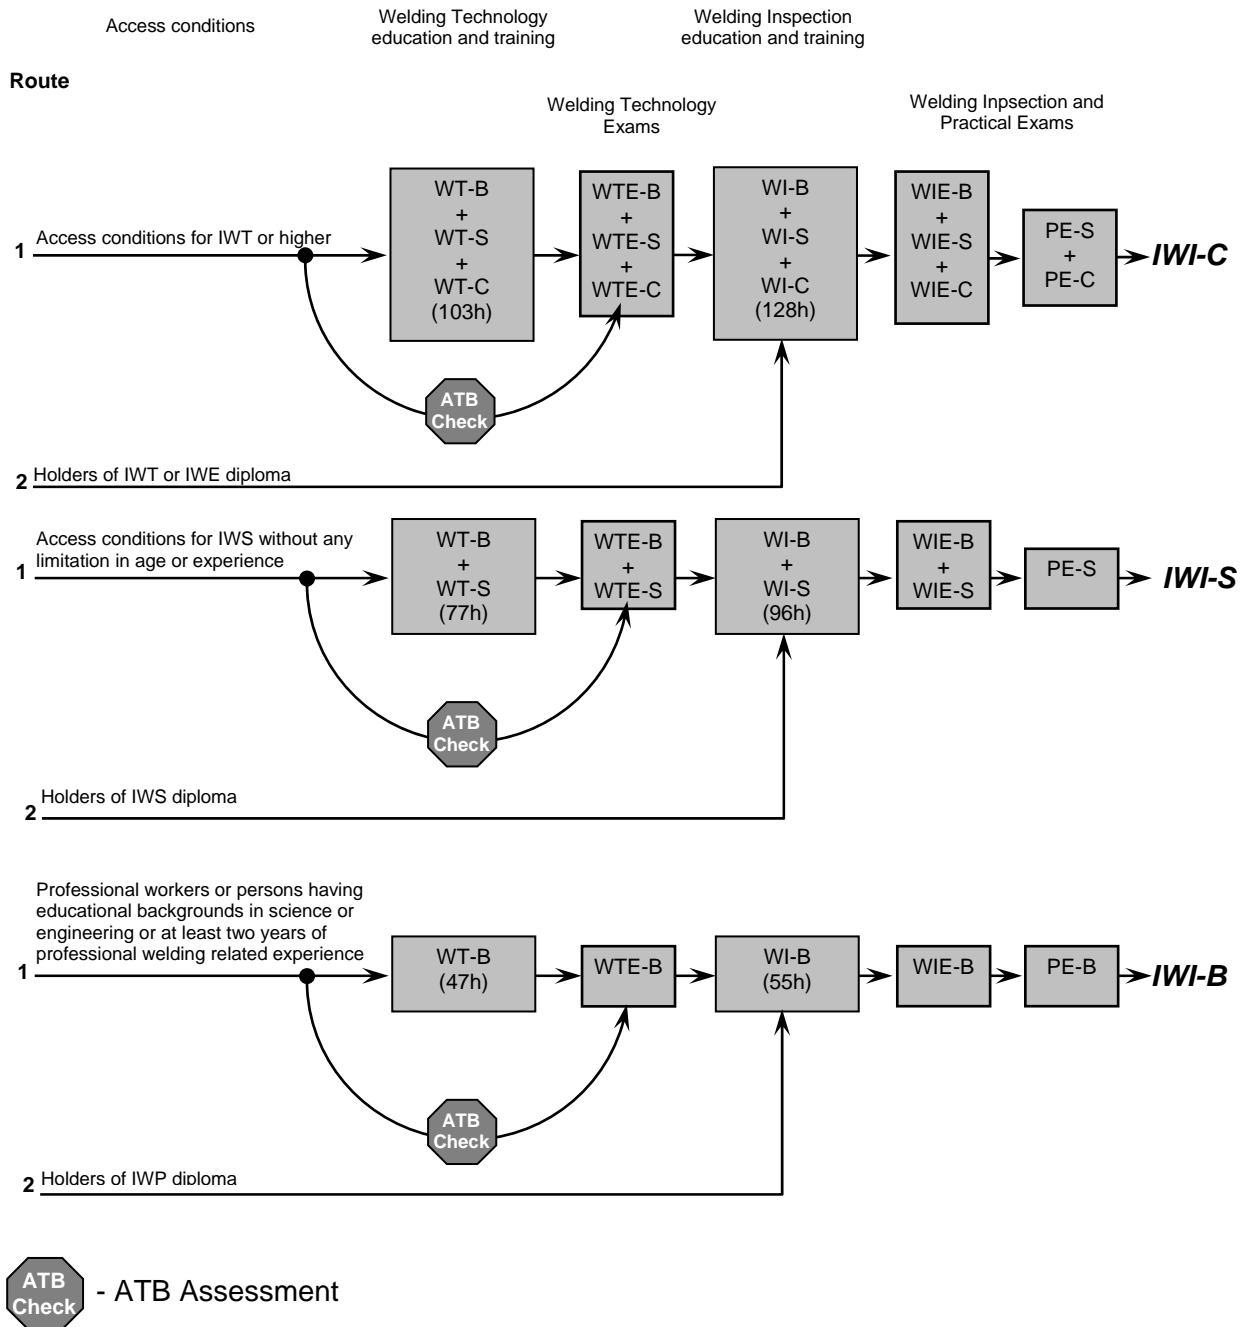 Access conditions
Welding Technology
education and training
Welding Inspection
education and training
Route
Welding Technology
Exams
Welding Inpsection and
Practical Exams
1
Access conditions for IWT or higher
WT-B
+
WT-S
+
WT-C
(103h)
WTE-B
+
WTE-S
+
WTE-C
WI-B
+
WI-S
+
WI-C
(128h)
WIE-B
+
WIE-S
+
WIE-C
PE-S
+
PE-C
IWI-C
ATB
Check
2
Holders of IWT or IWE diploma
1
Access conditions for IWS without any
limitation in age or experience
WT-B
+
WT-S
(77h)
WTE-B
+
WTE-S
WI-B
+
WI-S
(96h)
WIE-B
+
WIE-S
PE-S
IWI-S
ATB
Check
2
Holders of IWS diploma
1
Professional workers or persons having
educational backgrounds in science or
engineering or at least two years of
professional welding related experience
WT-B
(47h)
WTE-B
WI-B
(55h)
WIE-B
PE-B
IWI-B
ATB
Check
2
Holders of IWP diploma
ATB
Check
- ATB Assessment